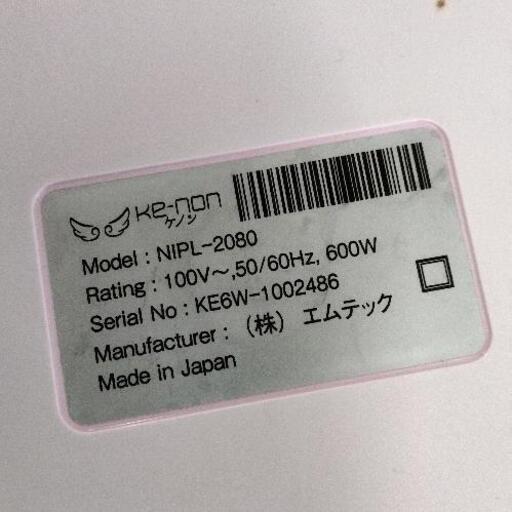 Ke-non
ケノン
Model : NIPL-2080
Rating : 100V～,50/60Hz, 600W
Serial No : KE6W-1002486
Manufacturer : （株） エムテック
Made in Japan